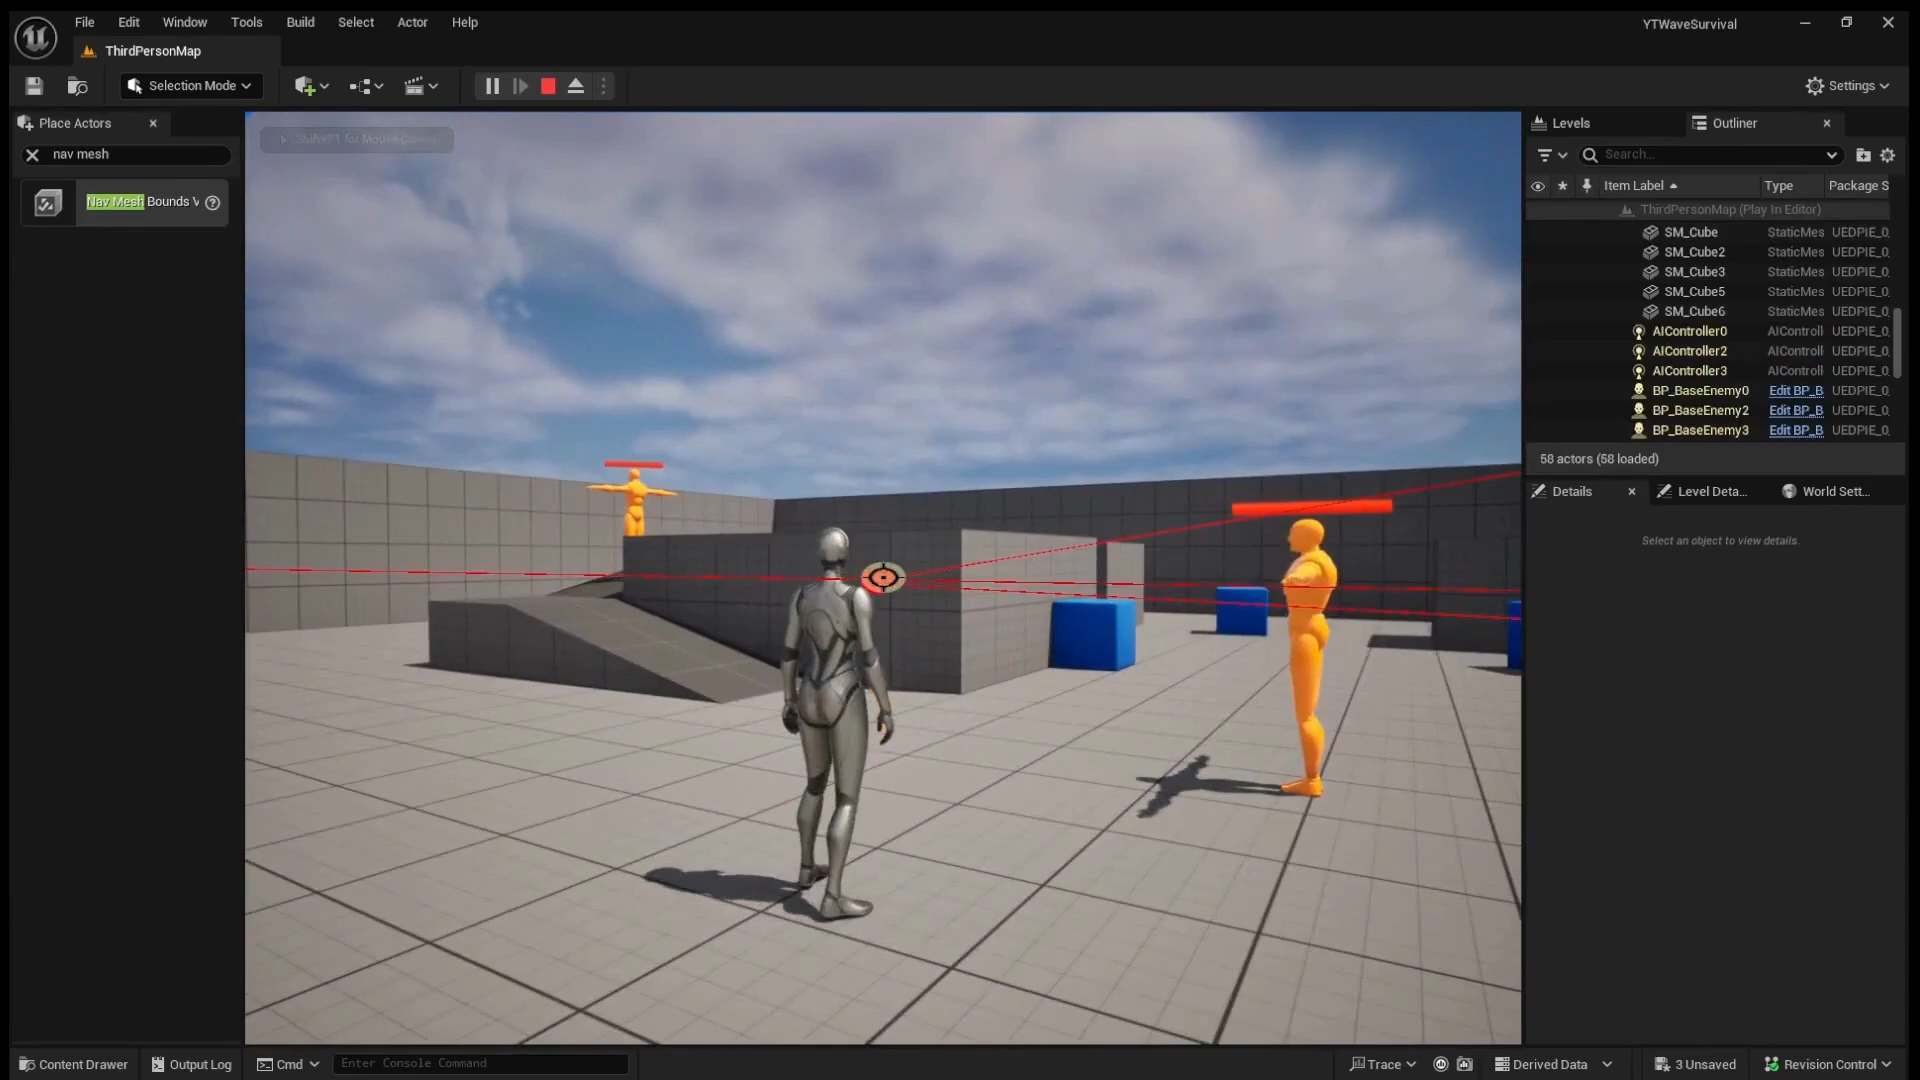 File Edit Window Tools Build Select Actor Help
YTWaveSurvival
ThirdPersonMap
Selection Mode
Settings
Place Actors
Levels
Outliner
nav mesh
Search...
Nav Mesh Bounds V
Item Label Type Package S
ThirdPersonMap (Play In Editor)
SM_Cube StaticMes UEDPIE_0
SM_Cube2 StaticMes UEDPIE_0
SM_Cube3 StaticMes UEDPIE_0
SM_Cube5 StaticMes UEDPIE_0
SM_Cube6 StaticMes UEDPIE_0
AIController0 AIControll UEDPIE_0
AIController2 AIControll UEDPIE_0
AIController3 AIControll UEDPIE_0
BP_BaseEnemy0 Edit BP_B UEDPIE_0
BP_BaseEnemy2 Edit BP_B UEDPIE_0
BP_BaseEnemy3 Edit BP_B UEDPIE_0
58 actors (58 loaded)
Details Level Deta... World Sett...
Select an object to view details.
Shift+F1 for Mouse Cursor
Content Drawer Output Log Cmd Enter Console Command Trace Derived Data 3 Unsaved Revision Control